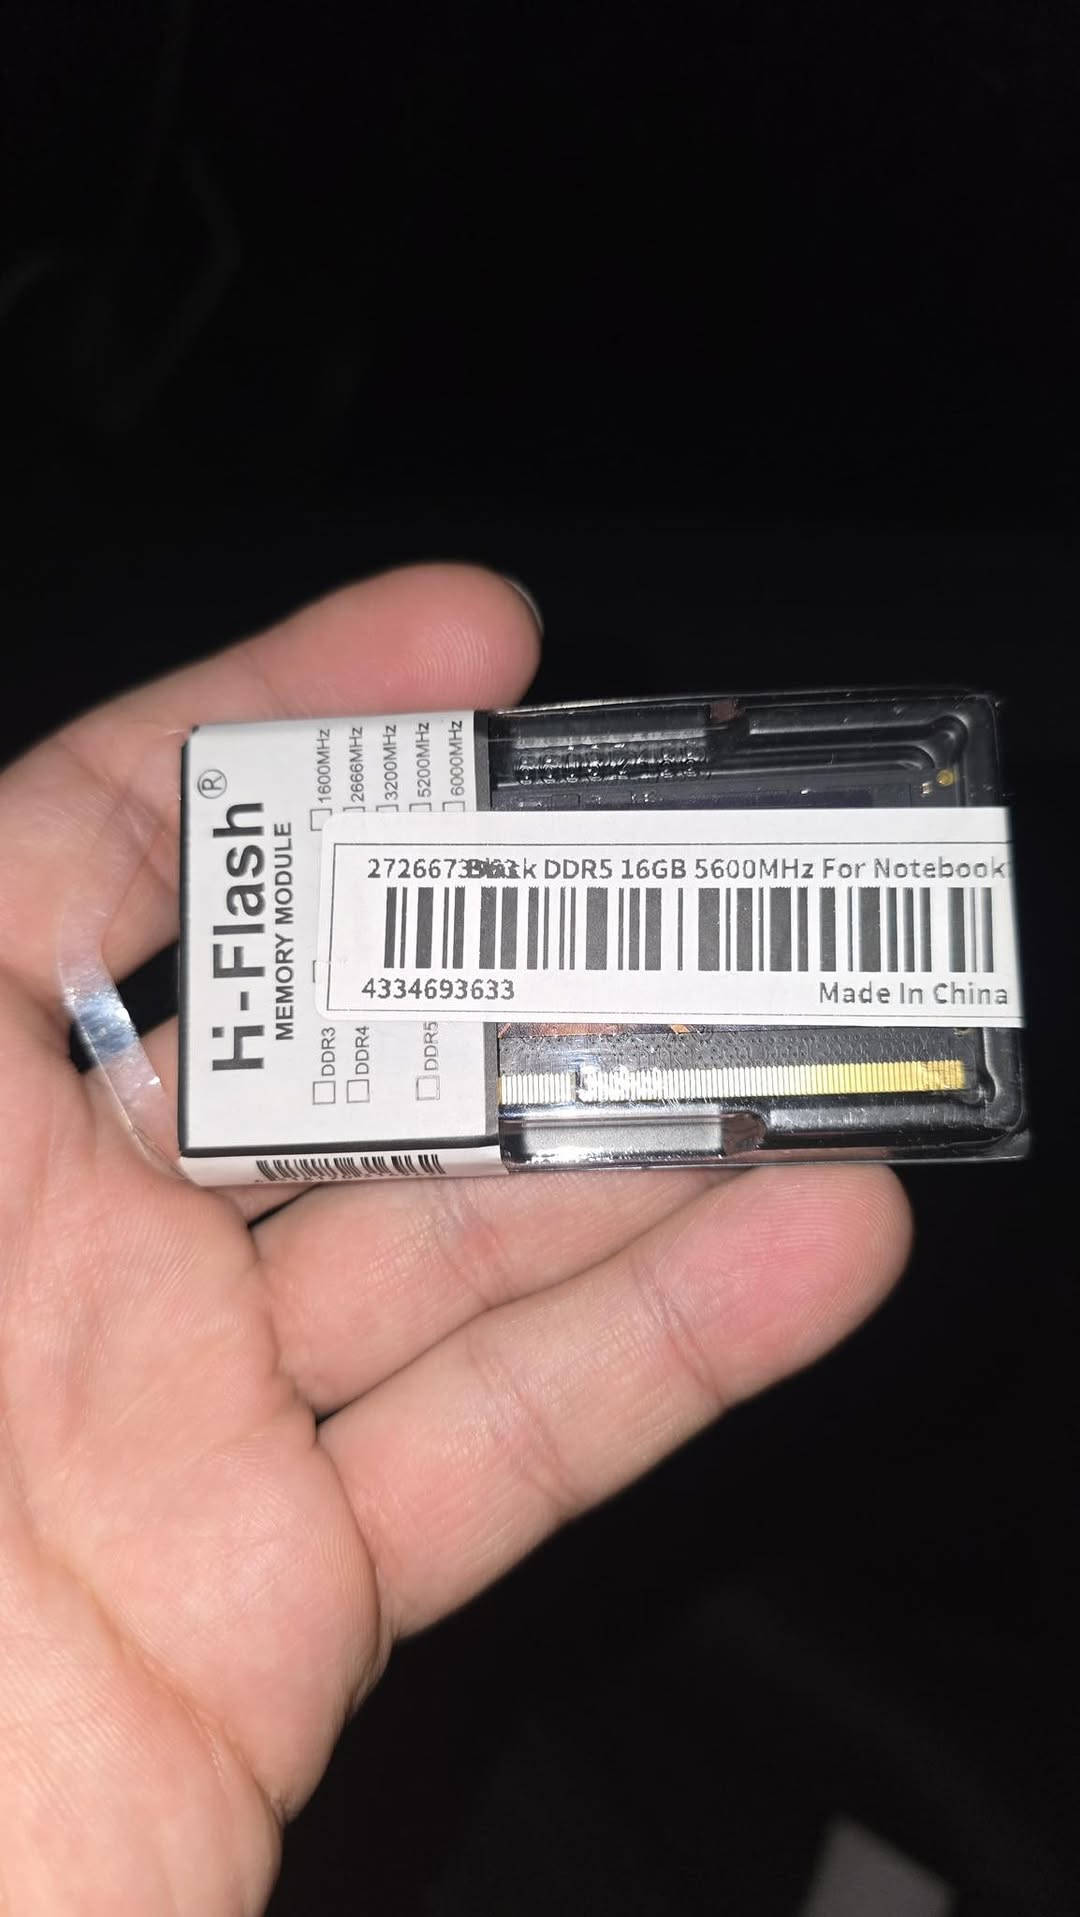 Hi-Flash®
MEMORY MODULE
1600MHz
2666MHz
3200MHz
5200MHz
6000MHz
DDR3
DDR4
DDR5
DDR5 16GB 5600MHz For Notebook
4334693633
Made In China